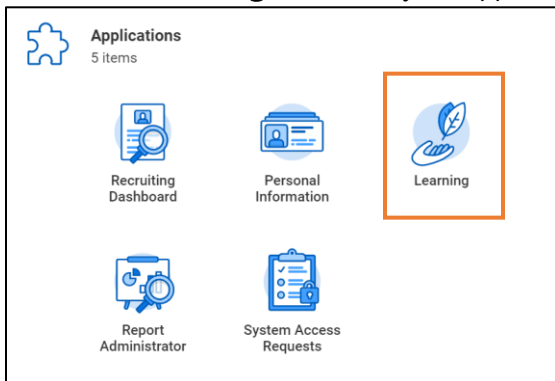 Applications
5 items
Recruiting
Dashboard
Personal
Information
Learning
Report
Administrator
System Access
Requests